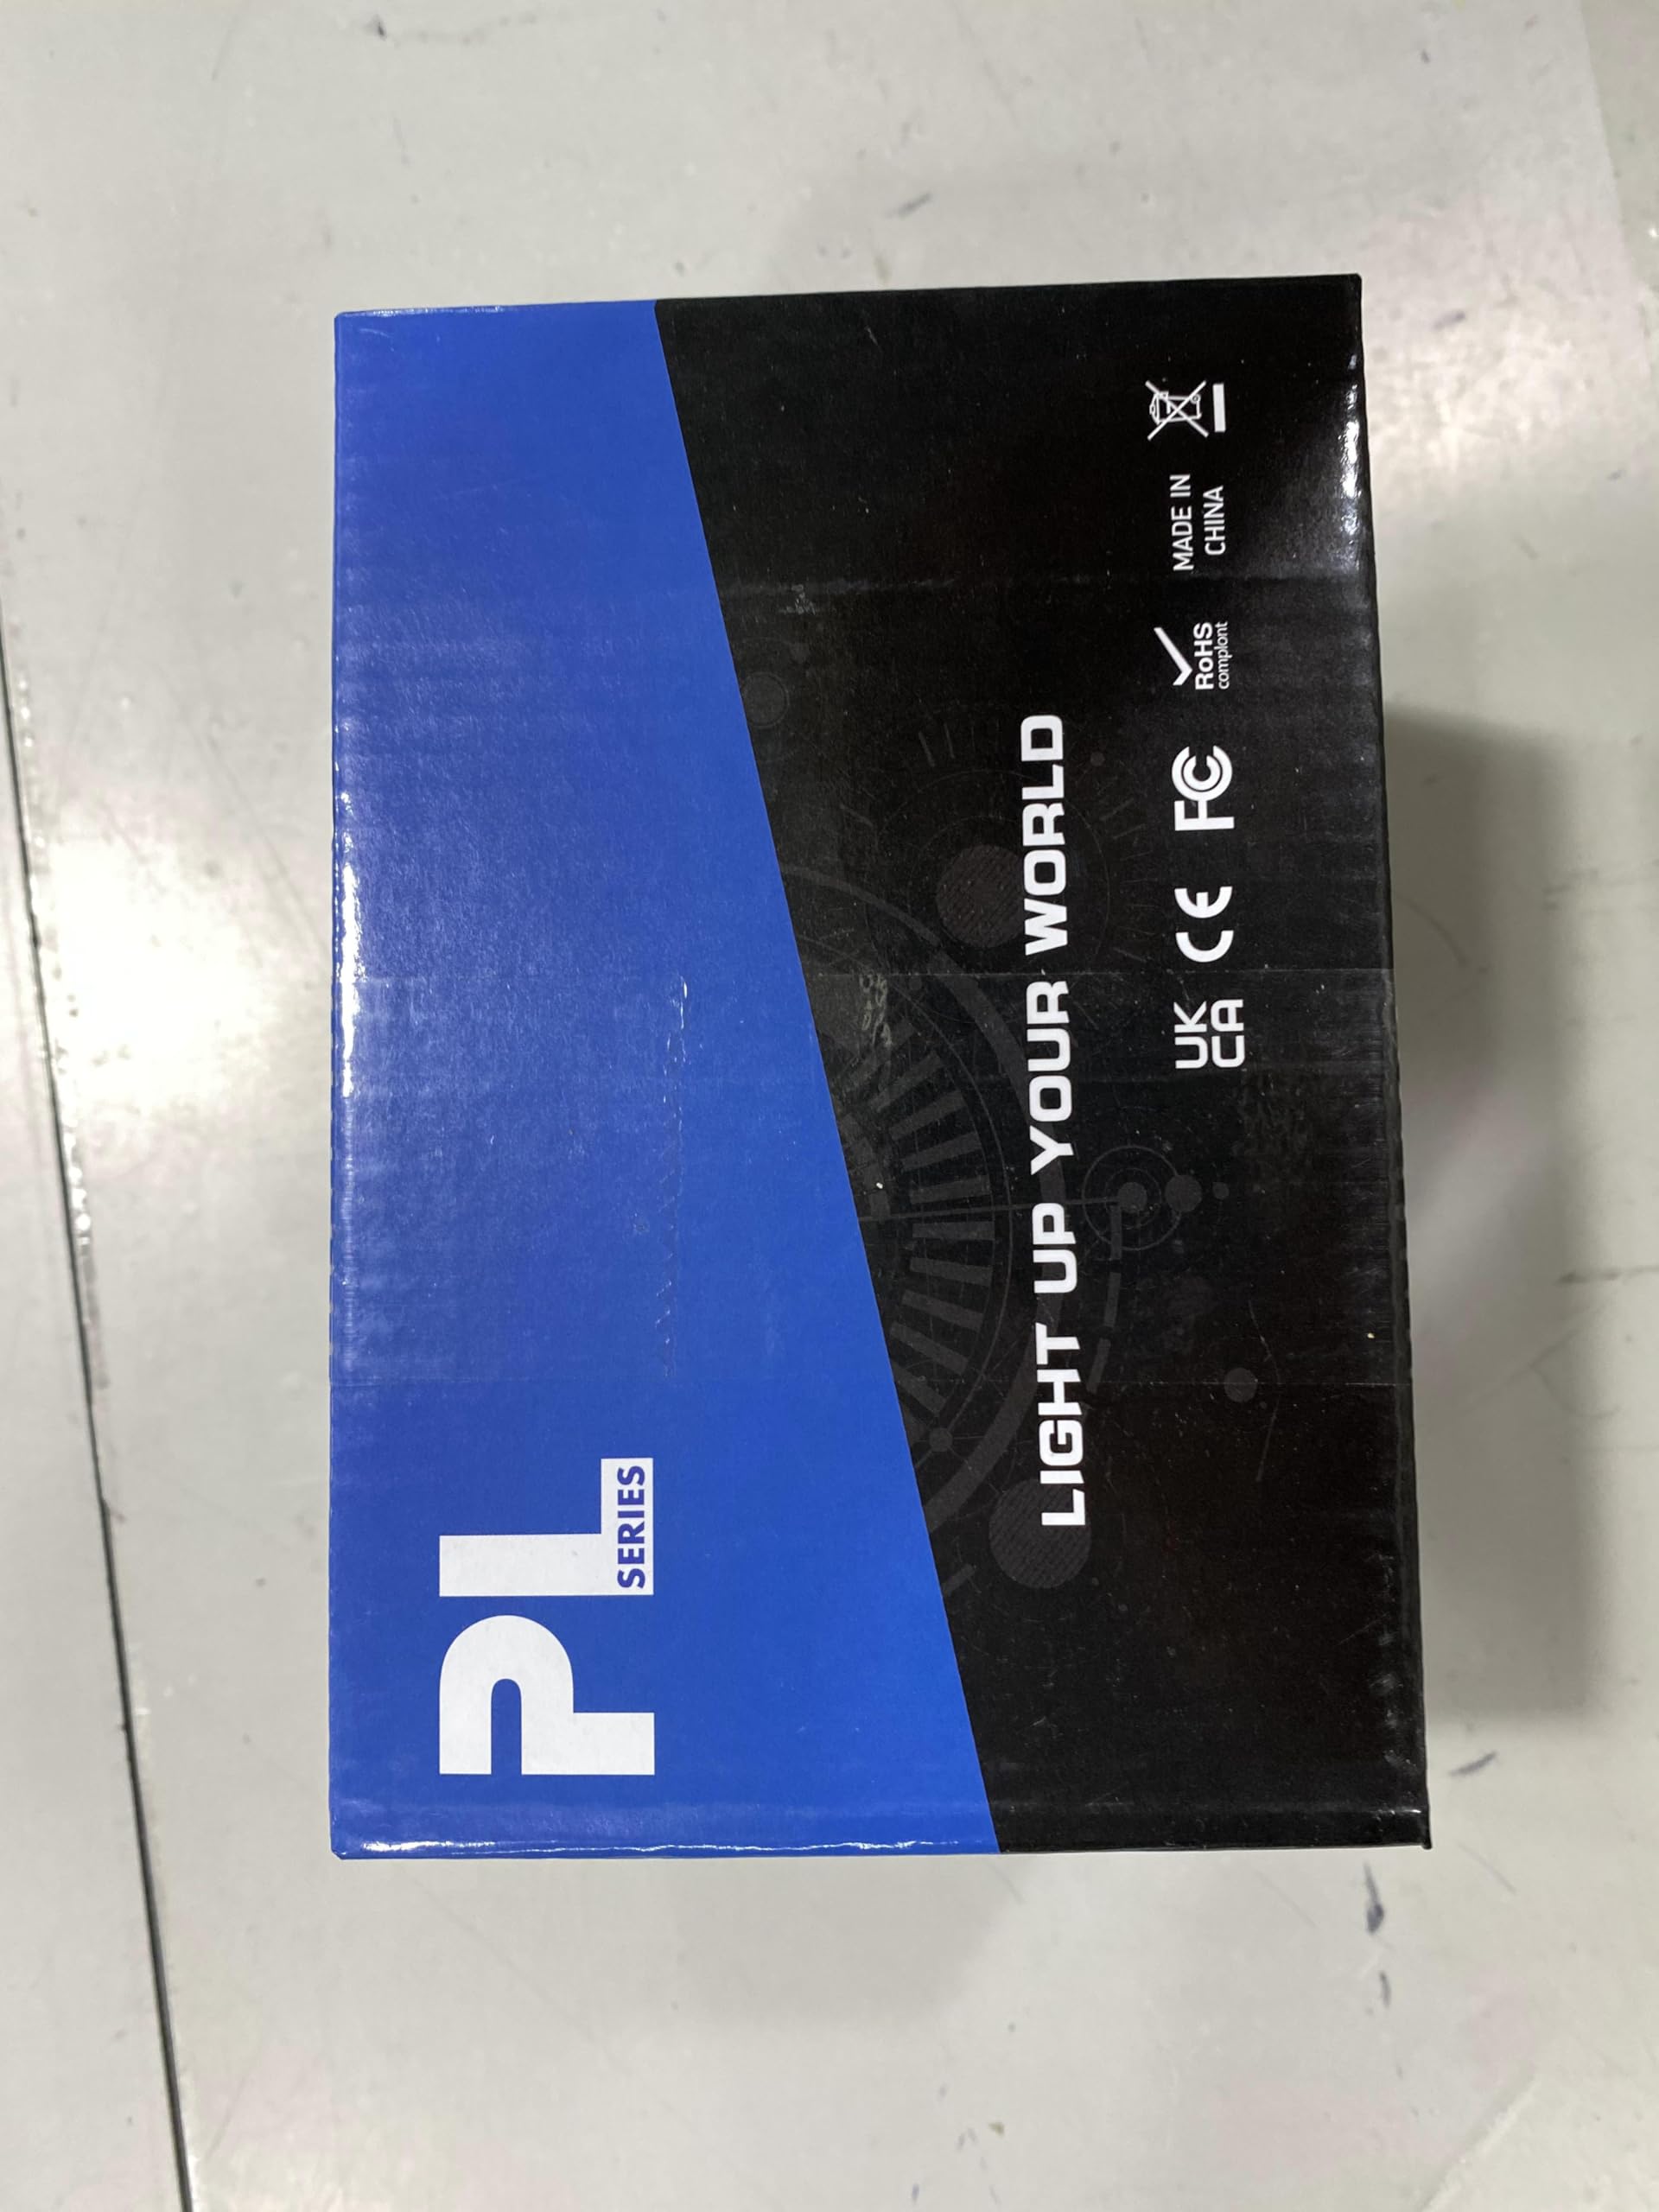 PL
SERIES
LIGHT UP YOUR WORLD
UK
CA
CE
FC
RoHS
complont
MADE IN
CHINA